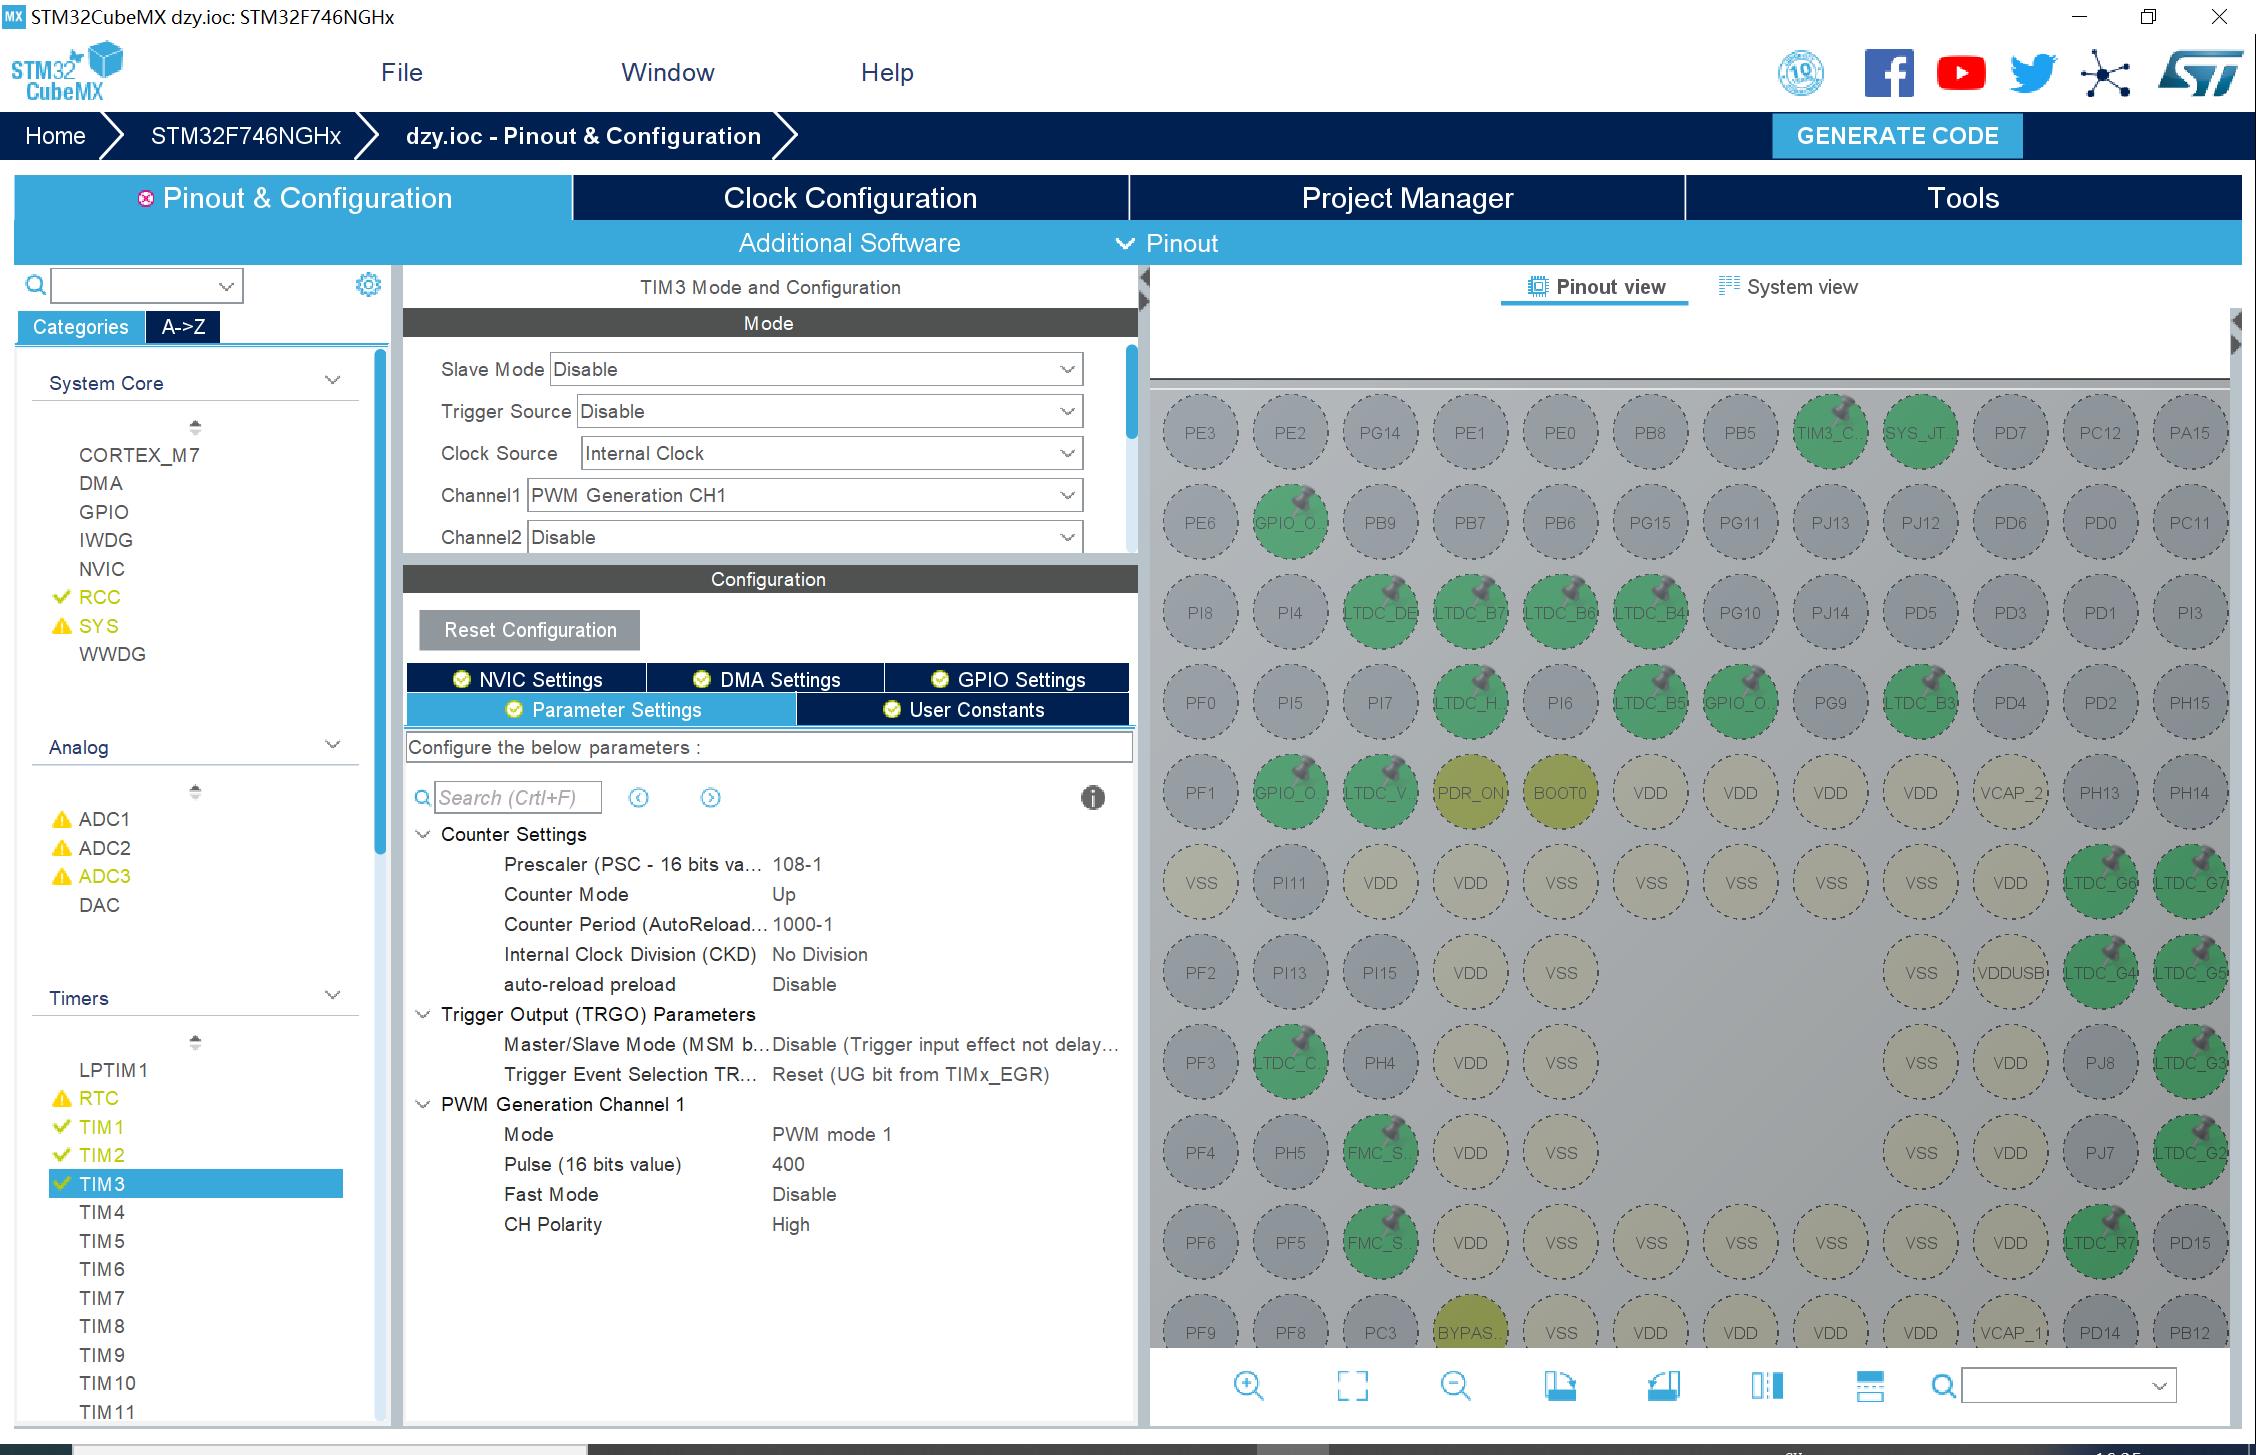 MX STM32CubeMX dzy.ioc: STM32F746NGHx
STM32 CubeMX
File Window Help
10
Home STM32F746NGHx dzy.ioc - Pinout & Configuration GENERATE CODE
Pinout & Configuration Clock Configuration Project Manager Tools
Additional Software Pinout
Categories A->Z
System Core
CORTEX_M7
DMA
GPIO
IWDG
NVIC
RCC
SYS
WWDG
Analog
ADC1
ADC2
ADC3
DAC
Timers
LPTIM1
RTC
TIM1
TIM2
TIM3
TIM4
TIM5
TIM6
TIM7
TIM8
TIM9
TIM10
TIM11
TIM3 Mode and Configuration
Mode
Slave Mode Disable
Trigger Source Disable
Clock Source Internal Clock
Channel1 PWM Generation CH1
Channel2 Disable
Configuration
Reset Configuration
NVIC Settings DMA Settings GPIO Settings
Parameter Settings User Constants
Configure the below parameters :
Search (Crtl+F)
Counter Settings
Prescaler (PSC - 16 bits va... 108-1
Counter Mode Up
Counter Period (AutoReload... 1000-1
Internal Clock Division (CKD) No Division
auto-reload preload Disable
Trigger Output (TRGO) Parameters
Master/Slave Mode (MSM b... Disable (Trigger input effect not delay...
Trigger Event Selection TR... Reset (UG bit from TIMx_EGR)
PWM Generation Channel 1
Mode PWM mode 1
Pulse (16 bits value) 400
Fast Mode Disable
CH Polarity High
Pinout view System view
PE3 PE2 PG14 PE1 PE0 PB8 PB5 TIM3_C.. SYS_JT.. PD7 PC12 PA15
PE6 GPIO_O.. PB9 PB7 PB6 PG15 PG11 PJ13 PJ12 PD6 PD0 PC11
PI8 PI4 LTDC_DE LTDC_B7 LTDC_B6 LTDC_B4 PG10 PJ14 PD5 PD3 PD1 PI3
PF0 PI5 PI7 LTDC_H.. PI6 LTDC_B5 GPIO_O.. PG9 LTDC_B3 PD4 PD2 PH15
PF1 GPIO_O.. LTDC_V.. PDR_ON BOOT0 VDD VDD VDD VDD VCAP_2 PH13 PH14
VSS PI11 VDD VDD VSS VSS VSS VSS VSS VDD LTDC_G6 LTDC_G7
PF2 PI13 PI15 VDD VSS VSS VDDUSB LTDC_G4 LTDC_G5
PF3 LTDC_C.. PH4 VDD VSS VSS VDD PJ8 LTDC_G3
PF4 PH5 FMC_S.. VDD VSS VSS VDD PJ7 LTDC_G2
PF6 PF5 FMC_S.. VDD VSS VSS VSS VSS VSS VDD LTDC_R7 PD15
PF9 PF8 PC3 BYPAS.. VSS VDD VDD VDD VDD VCAP_1 PD14 PB12